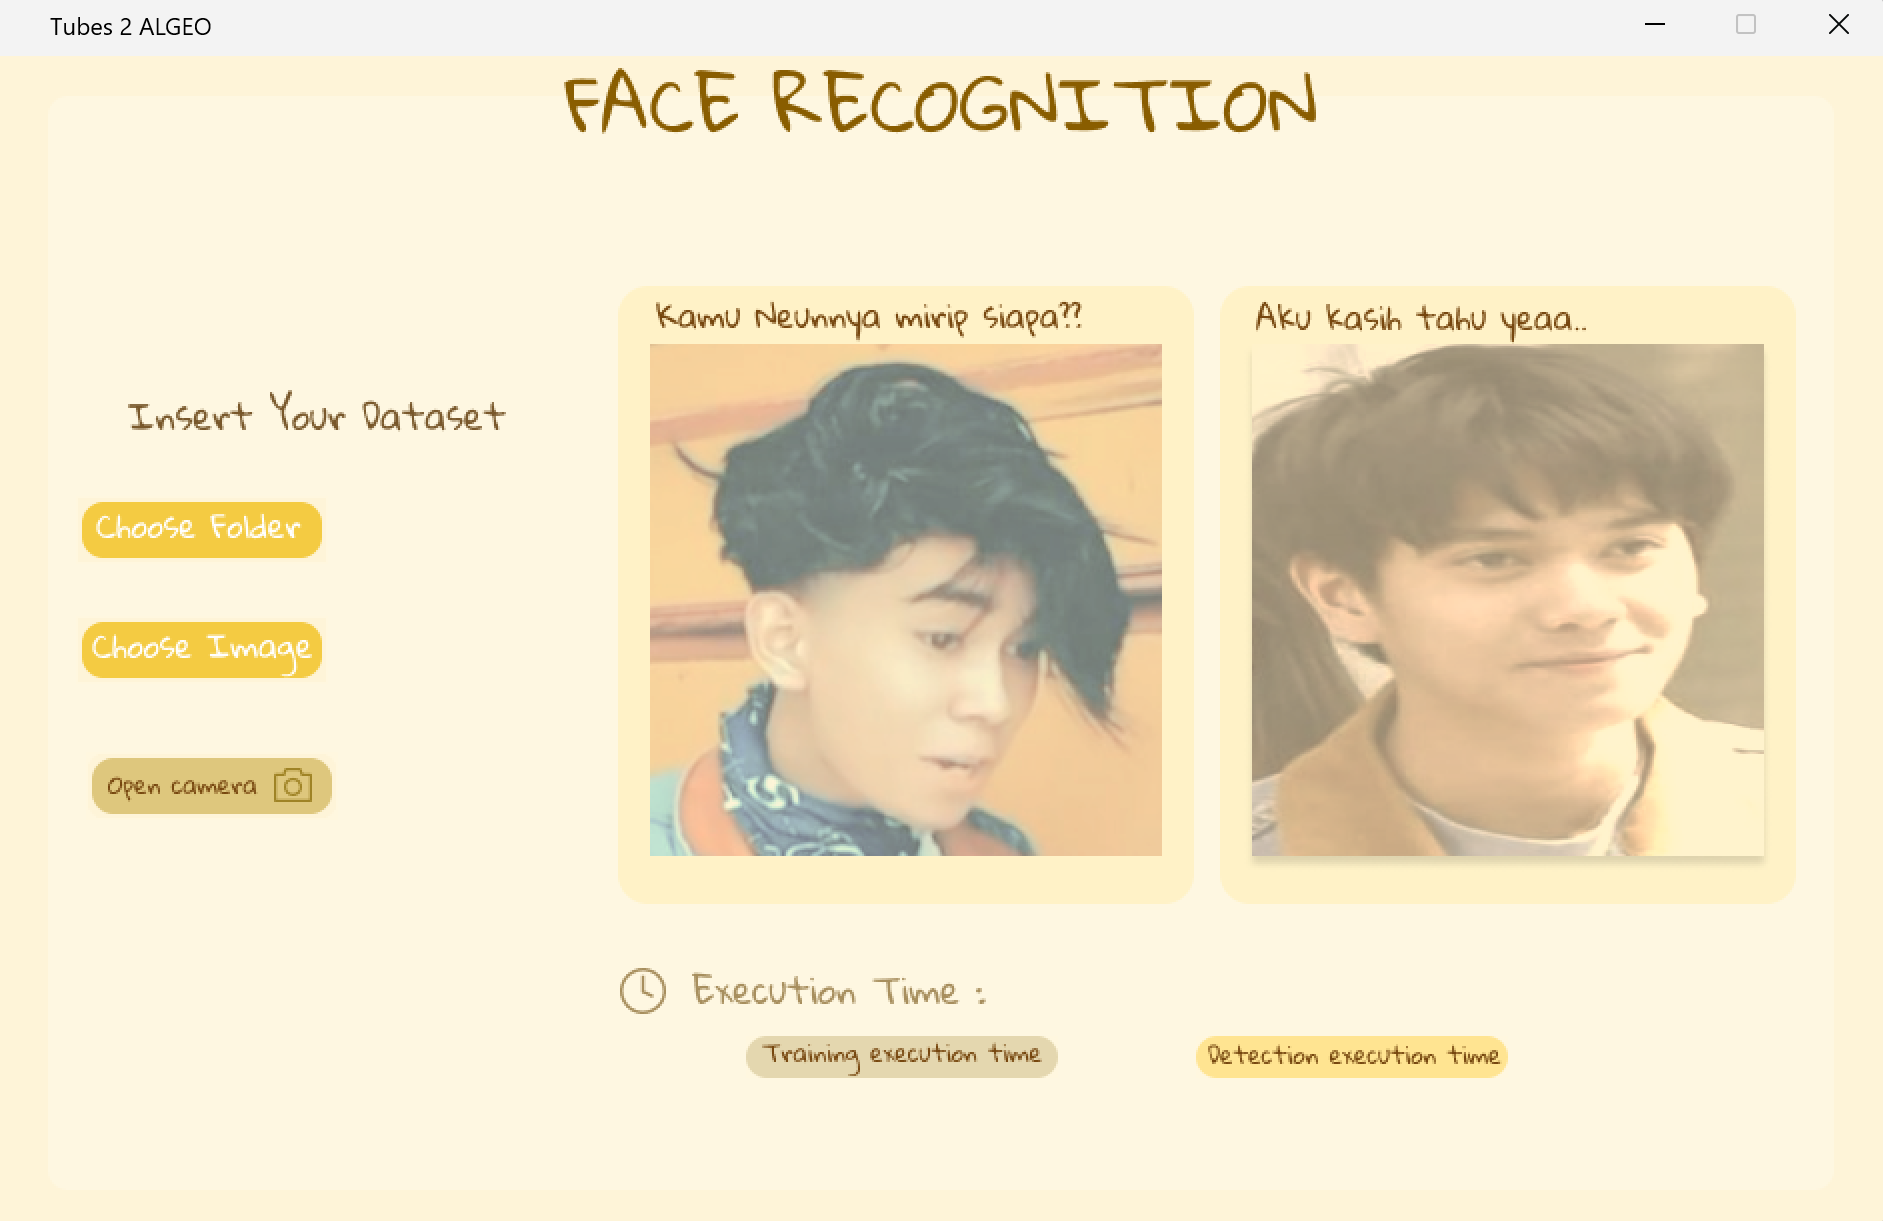 Tubes 2 ALGEO
FACE RECOGNITION
Kamu Neunnya mirip siapa??
Aku kasih tahu yeaa..
Insert Your Dataset
Choose Folder
Choose Image
Open camera
Execution Time :
Training execution time
Detection execution time